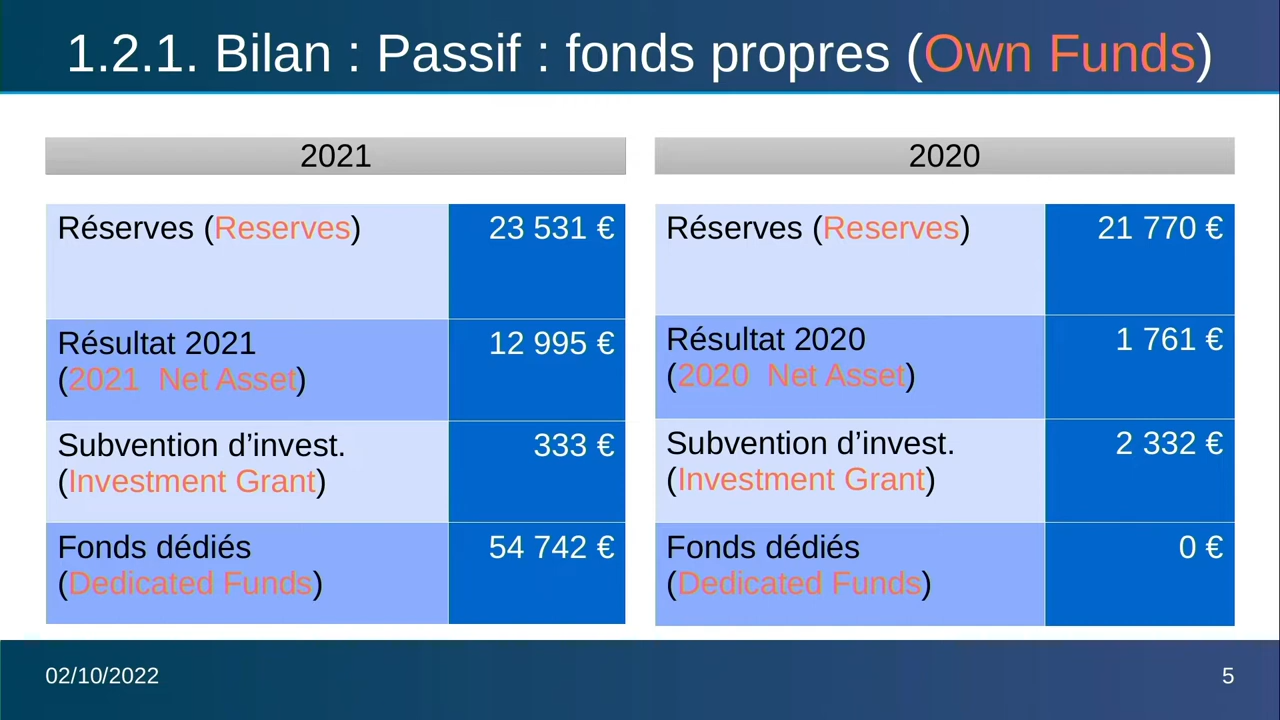 1.2.1. Bilan : Passif : fonds propres (Own Funds)
2021
Réserves (Reserves)
23 531 €
Résultat 2021
(2021  Net Asset)
12 995 €
Subvention d’invest.
(Investment Grant)
333 €
Fonds dédiés
(Dedicated Funds)
54 742 €
2020
Réserves (Reserves)
21 770 €
Résultat 2020
(2020  Net Asset)
1 761 €
Subvention d’invest.
(Investment Grant)
2 332 €
Fonds dédiés
(Dedicated Funds)
0 €
02/10/2022
5